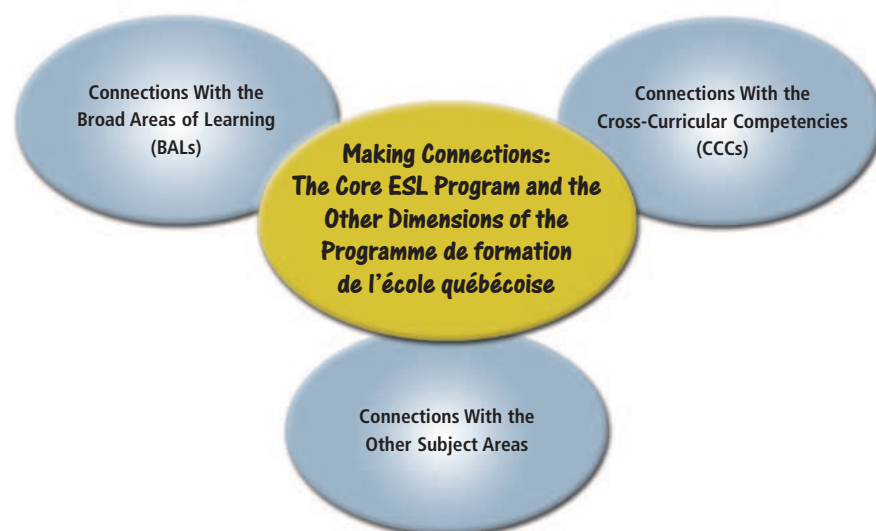 Connections With the
Broad Areas of Learning
(BALs)
Connections With the
Cross-Curricular Competencies
(CCCs)
Making Connections:
The Core ESL Program and the
Other Dimensions of the
Programme de formation
de l'école québécoise
Connections With the
Other Subject Areas